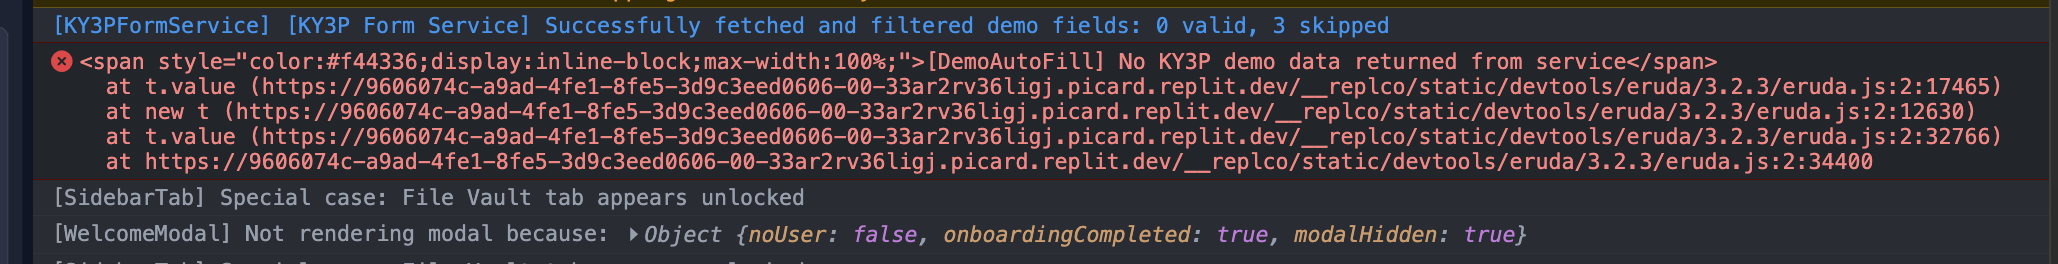 [KY3PFormService] [KY3P Form Service] Successfully fetched and filtered demo fields: 0 valid, 3 skipped
<span style="color:#f44336;display:inline-block;max-width:100%;">[DemoAutoFill] No KY3P demo data returned from service</span>
at t.value (https://9606074c-a9ad-4fe1-8fe5-3d9c3eed0606-00-33ar2rv36ligj.picard.replit.dev/__replco/static/devtools/eruda/3.2.3/eruda.js:2:17465)
at new t (https://9606074c-a9ad-4fe1-8fe5-3d9c3eed0606-00-33ar2rv36ligj.picard.replit.dev/__replco/static/devtools/eruda/3.2.3/eruda.js:2:12630)
at t.value (https://9606074c-a9ad-4fe1-8fe5-3d9c3eed0606-00-33ar2rv36ligj.picard.replit.dev/__replco/static/devtools/eruda/3.2.3/eruda.js:2:32766)
at https://9606074c-a9ad-4fe1-8fe5-3d9c3eed0606-00-33ar2rv36ligj.picard.replit.dev/__replco/static/devtools/eruda/3.2.3/eruda.js:2:34400
[SidebarTab] Special case: File Vault tab appears unlocked
[WelcomeModal] Not rendering modal because: ▶Object {noUser: false, onboardingCompleted: true, modalHidden: true}